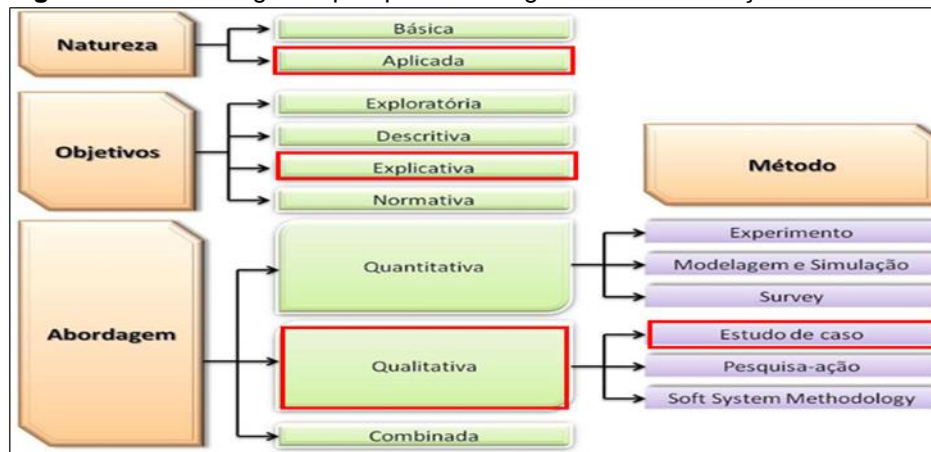 Natureza
Básica
Aplicada
Objetivos
Exploratória
Descritiva
Explicativa
Normativa
Método
Abordagem
Quantitativa
Experimento
Modelagem e Simulação
Survey
Qualitativa
Estudo de caso
Pesquisa-ação
Soft System Methodology
Combinada